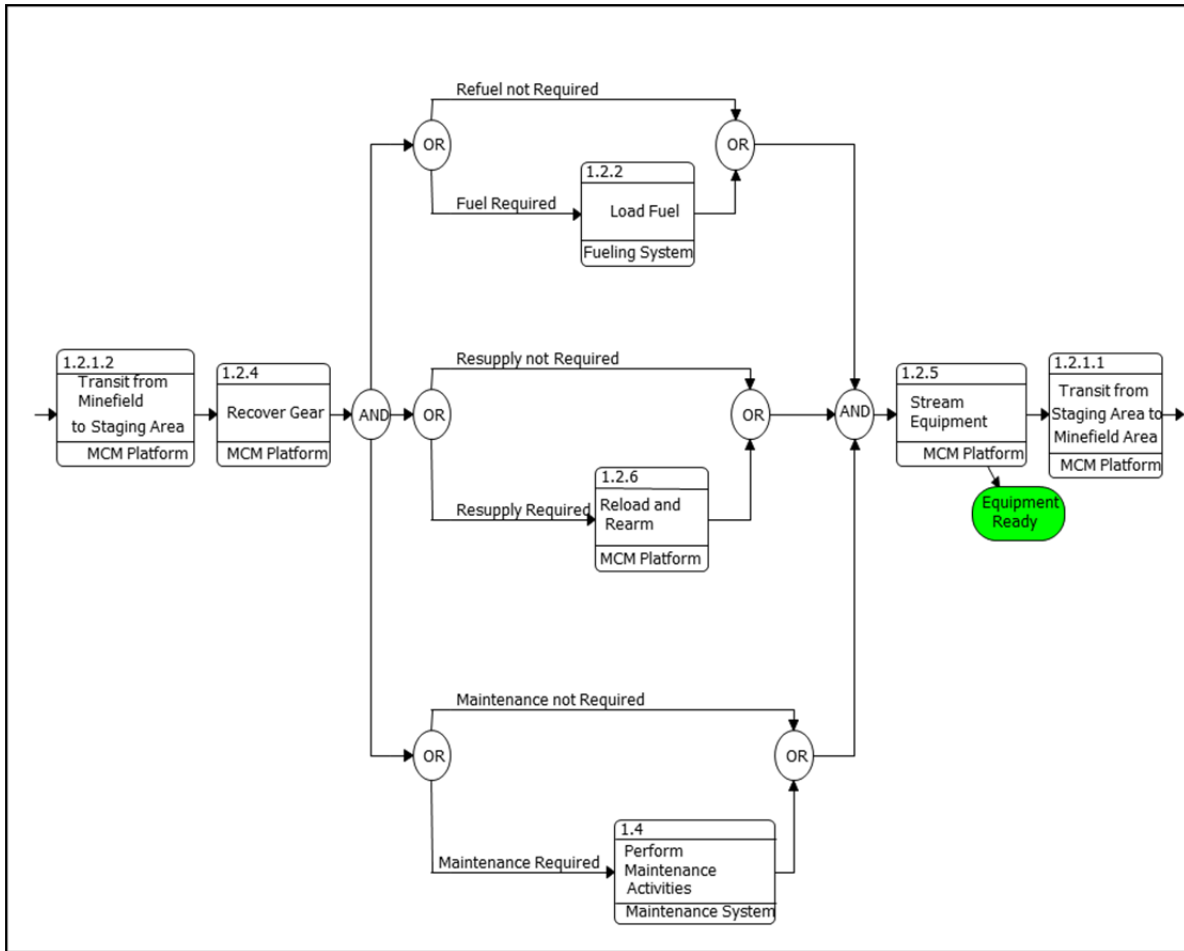 Refuel not Required
OR
OR
1.2.2
Load Fuel
Fuel Required
Fueling System
1.2.1.2
Transit from
Minefield
to Staging Area
MCM Platform
1.2.4
Recover Gear
MCM Platform
AND
Resupply not Required
OR
OR
1.2.6
Reload and
Rearm
Resupply Required
MCM Platform
AND
1.2.5
Stream
Equipment
MCM Platform
Equipment
Ready
1.2.1.1
Transit from
Staging Area to
Minefield Area
MCM Platform
Maintenance not Required
OR
OR
1.4
Perform
Maintenance
Activities
Maintenance Required
Maintenance System